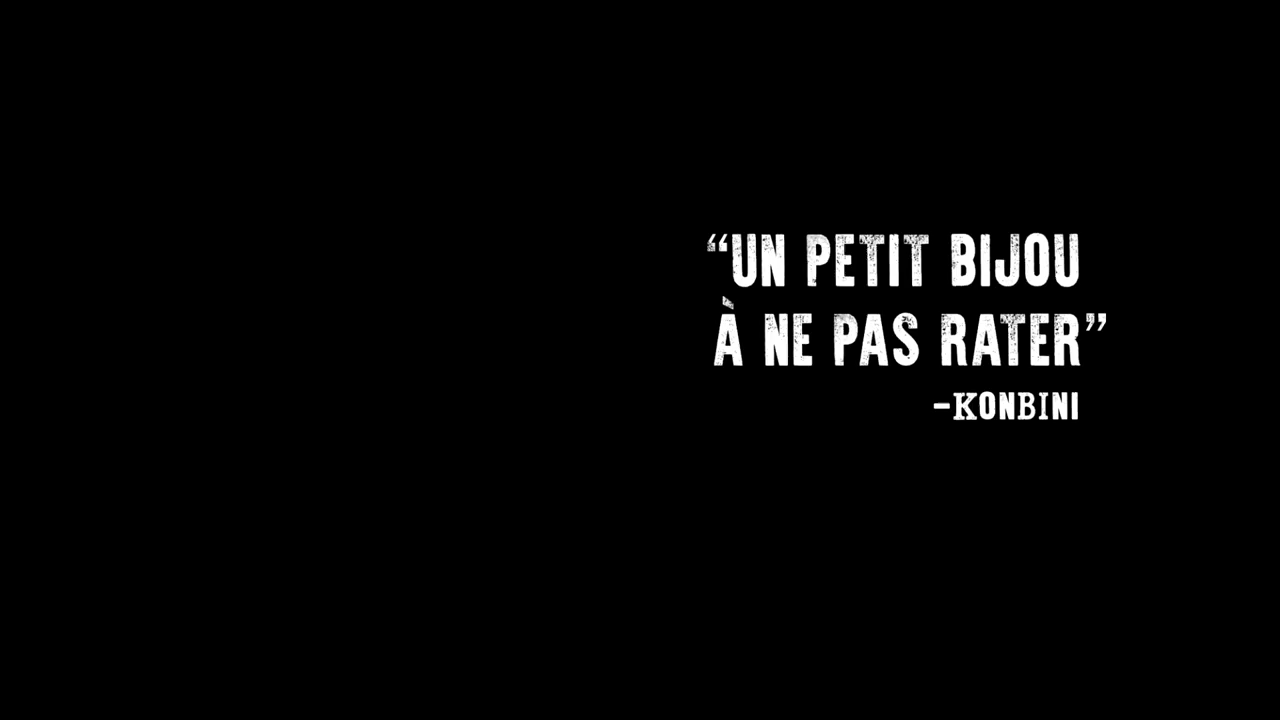 “UN PETIT BIJOU
À NE PAS RATER”
-KONBINI